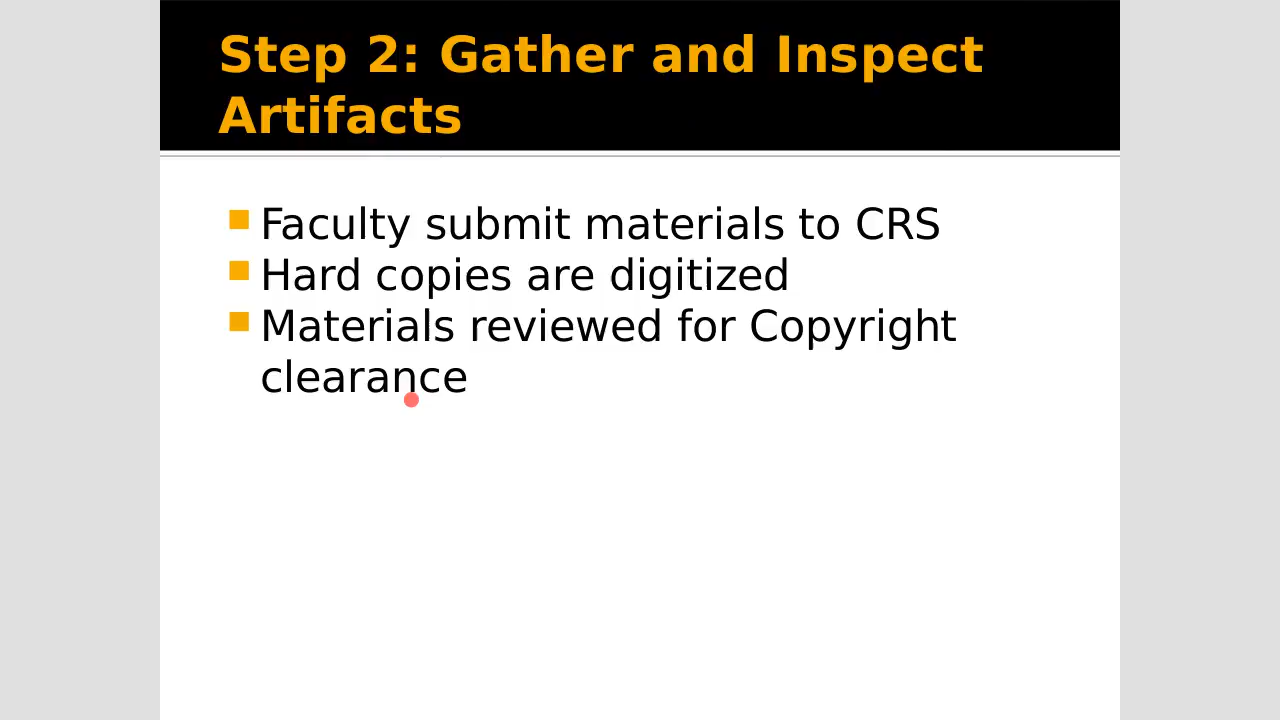 Step 2: Gather and Inspect
Artifacts
Faculty submit materials to CRS
Hard copies are digitized
Materials reviewed for Copyright
clearance